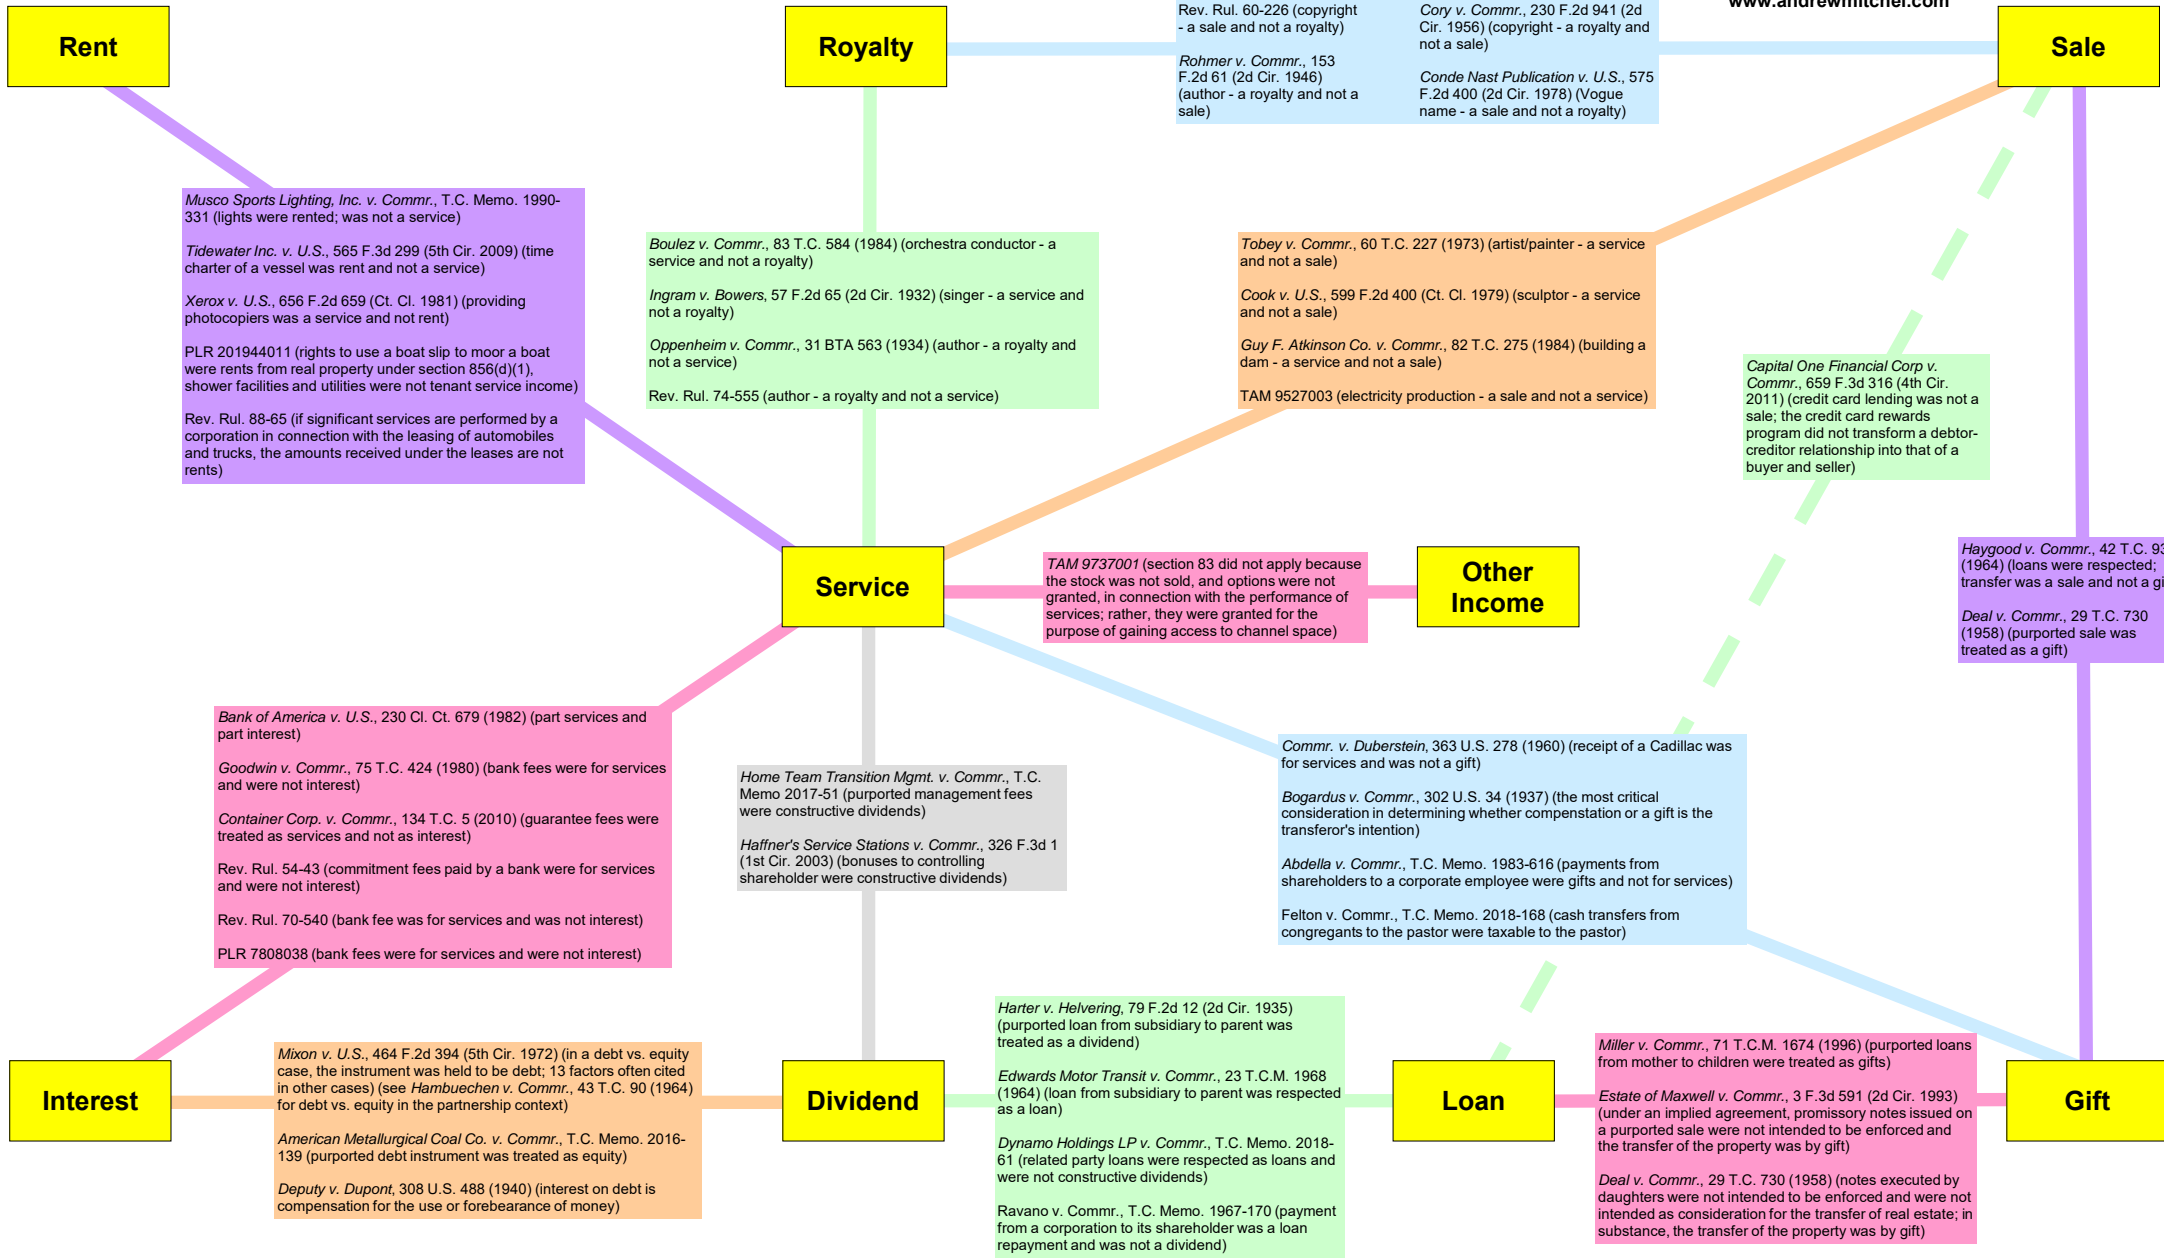 www.andrewmitchel.com
Rent
Royalty
Rev. Rul. 60-226 (copyright
- a sale and not a royalty)
Rohmer v. Commr., 153
F.2d 61 (2d Cir. 1946)
(author - a royalty and not a
sale)
Cory v. Commr., 230 F.2d 941 (2d
Cir. 1956) (copyright - a royalty and
not a sale)
Conde Nast Publication v. U.S., 575
F.2d 400 (2d Cir. 1978) (Vogue
name - a sale and not a royalty)
Sale
Musco Sports Lighting, Inc. v. Commr., T.C. Memo. 1990-
331 (lights were rented; was not a service)
Tidewater Inc. v. U.S., 565 F.3d 299 (5th Cir. 2009) (time
charter of a vessel was rent and not a service)
Xerox v. U.S., 656 F.2d 659 (Ct. Cl. 1981) (providing
photocopiers was a service and not rent)
PLR 201944011 (rights to use a boat slip to moor a boat
were rents from real property under section 856(d)(1),
shower facilities and utilities were not tenant service income)
Rev. Rul. 88-65 (if significant services are performed by a
corporation in connection with the leasing of automobiles
and trucks, the amounts received under the leases are not
rents)
Boulez v. Commr., 83 T.C. 584 (1984) (orchestra conductor - a
service and not a royalty)
Ingram v. Bowers, 57 F.2d 65 (2d Cir. 1932) (singer - a service and
not a royalty)
Oppenheim v. Commr., 31 BTA 563 (1934) (author - a royalty and
not a service)
Rev. Rul. 74-555 (author - a royalty and not a service)
Tobey v. Commr., 60 T.C. 227 (1973) (artist/painter - a service
and not a sale)
Cook v. U.S., 599 F.2d 400 (Ct. Cl. 1979) (sculptor - a service
and not a sale)
Guy F. Atkinson Co. v. Commr., 82 T.C. 275 (1984) (building a
dam - a service and not a sale)
TAM 9527003 (electricity production - a sale and not a service)
Capital One Financial Corp v.
Commr., 659 F.3d 316 (4th Cir.
2011) (credit card lending was not a
sale; the credit card rewards
program did not transform a debtor-
creditor relationship into that of a
buyer and seller)
Service
TAM 9737001 (section 83 did not apply because
the stock was not sold, and options were not
granted, in connection with the performance of
services; rather, they were granted for the
purpose of gaining access to channel space)
Other
Income
Haygood v. Commr., 42 T.C. 93
(1964) (loans were respected;
transfer was a sale and not a gi
Deal v. Commr., 29 T.C. 730
(1958) (purported sale was
treated as a gift)
Bank of America v. U.S., 230 Cl. Ct. 679 (1982) (part services and
part interest)
Goodwin v. Commr., 75 T.C. 424 (1980) (bank fees were for services
and were not interest)
Container Corp. v. Commr., 134 T.C. 5 (2010) (guarantee fees were
treated as services and not as interest)
Rev. Rul. 54-43 (commitment fees paid by a bank were for services
and were not interest)
Rev. Rul. 70-540 (bank fee was for services and was not interest)
PLR 7808038 (bank fees were for services and were not interest)
Home Team Transition Mgmt. v. Commr., T.C.
Memo 2017-51 (purported management fees
were constructive dividends)
Haffner's Service Stations v. Commr., 326 F.3d 1
(1st Cir. 2003) (bonuses to controlling
shareholder were constructive dividends)
Commr. v. Duberstein, 363 U.S. 278 (1960) (receipt of a Cadillac was
for services and was not a gift)
Bogardus v. Commr., 302 U.S. 34 (1937) (the most critical
consideration in determining whether compenstation or a gift is the
transferor's intention)
Abdella v. Commr., T.C. Memo. 1983-616 (payments from
shareholders to a corporate employee were gifts and not for services)
Felton v. Commr., T.C. Memo. 2018-168 (cash transfers from
congregants to the pastor were taxable to the pastor)
Interest
Mixon v. U.S., 464 F.2d 394 (5th Cir. 1972) (in a debt vs. equity
case, the instrument was held to be debt; 13 factors often cited
in other cases) (see Hambuechen v. Commr., 43 T.C. 90 (1964)
for debt vs. equity in the partnership context)
American Metallurgical Coal Co. v. Commr., T.C. Memo. 2016-
139 (purported debt instrument was treated as equity)
Deputy v. Dupont, 308 U.S. 488 (1940) (interest on debt is
compensation for the use or forebearance of money)
Dividend
Harter v. Helvering, 79 F.2d 12 (2d Cir. 1935)
(purported loan from subsidiary to parent was
treated as a dividend)
Edwards Motor Transit v. Commr., 23 T.C.M. 1968
(1964) (loan from subsidiary to parent was respected
as a loan)
Dynamo Holdings LP v. Commr., T.C. Memo. 2018-
61 (related party loans were respected as loans and
were not constructive dividends)
Ravano v. Commr., T.C. Memo. 1967-170 (payment
from a corporation to its shareholder was a loan
repayment and was not a dividend)
Loan
Miller v. Commr., 71 T.C.M. 1674 (1996) (purported loans
from mother to children were treated as gifts)
Estate of Maxwell v. Commr., 3 F.3d 591 (2d Cir. 1993)
(under an implied agreement, promissory notes issued on
a purported sale were not intended to be enforced and
the transfer of the property was by gift)
Deal v. Commr., 29 T.C. 730 (1958) (notes executed by
daughters were not intended to be enforced and were not
intended as consideration for the transfer of real estate; in
substance, the transfer of the property was by gift)
Gift